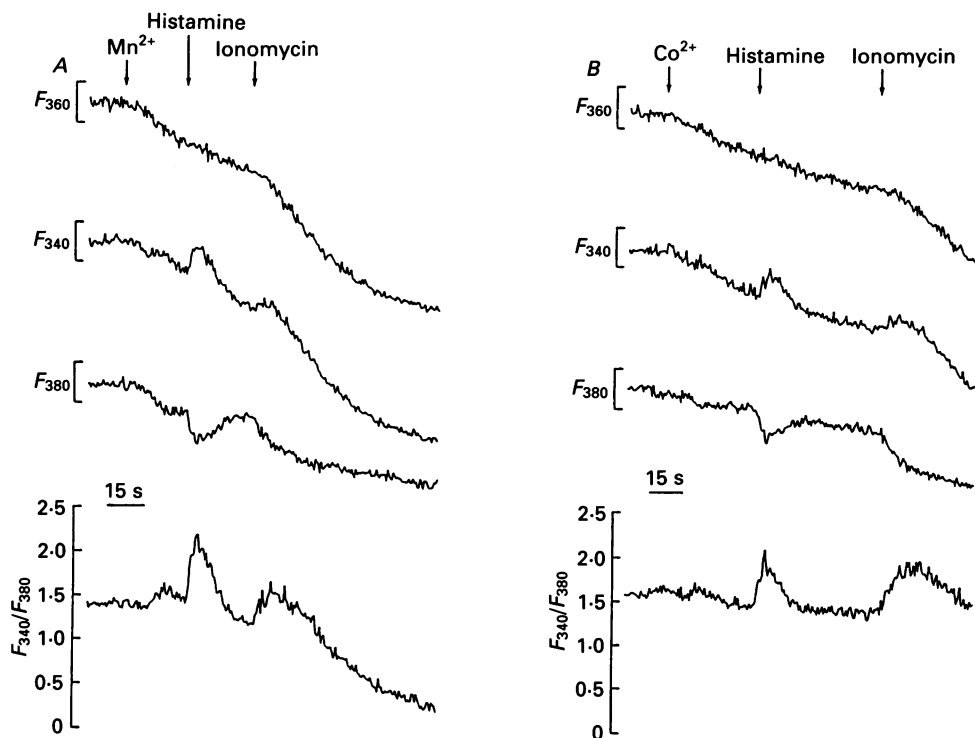 A
Mn²⁺
Histamine
Ionomycin
F₃₆₀
F₃₄₀
F₃₈₀
15 s
2·5
2·0
1·5
1·0
0·5
0
F₃₄₀/F₃₈₀
B
Co²⁺
Histamine
Ionomycin
F₃₆₀
F₃₄₀
F₃₈₀
15 s
2·5
2·0
1·5
1·0
0·5
0
F₃₄₀/F₃₈₀